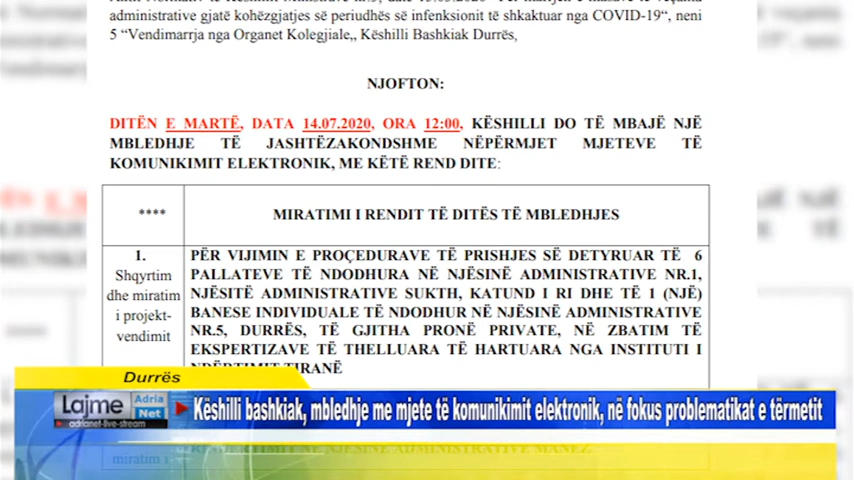 administrative gjatë kohëzgjatjes së periudhës së infenksionit të shkaktuar nga COVID-19“, neni
5 “Vendimarrja nga Organet Kolegjiale„, Këshilli Bashkiak Durrës,
NJOFTON:
DITËN E MARTË, DATA 14.07.2020, ORA 12:00, KËSHILLI DO TË MBAJË NJË
MBLEDHJE TË JASHTËZAKONDSHME NËPËRMJET MJETEVE TË
KOMUNIKIMIT ELEKTRONIK, ME KËTË REND DITE:
**** MIRATIMI I RENDIT TË DITËS TË MBLEDHJES
1.
Shqyrtim
dhe miratim
i projekt-
vendimit
PËR VIJIMIN E PROÇEDURAVE TË PRISHJES SË DETYRUAR TË 6
PALLATEVE TË NDODHURA NË NJËSINË ADMINISTRATIVE NR.1,
NJËSITË ADMINISTRATIVE SUKTH, KATUND I RI DHE TË 1 (NJË)
BANESE INDIVIDUALE TË NDODHUR NË NJËSINË ADMINISTRATIVE
NR.5, DURRËS, TË GJITHA PRONË PRIVATE, NË ZBATIM TË
EKSPERTIZAVE TË THELLUARA TË HARTUARA NGA INSTITUTI I
NDËRTIMIT TIRANË
Durrës
Lajme Adria Net
adrianet-live-stream
Këshilli bashkiak, mbledhje me mjete të komunikimit elektronik, në fokus problematikat e tërmetit
miratim i